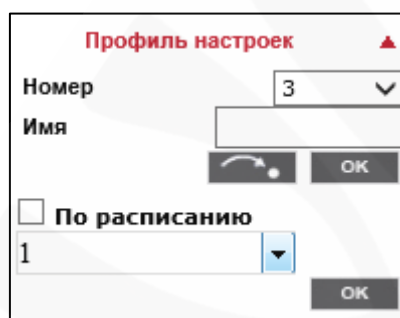 Профиль настроек
Номер 3
Имя
OK
По расписанию
1
OK